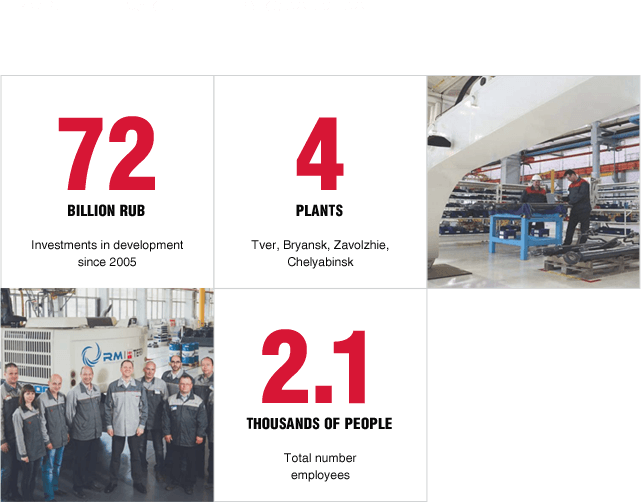 72
BILLION RUB
Investments in development
since 2005
4
PLANTS
Tver, Bryansk, Zavolzhie,
Chelyabinsk
2.1
THOUSANDS OF PEOPLE
Total number
employees